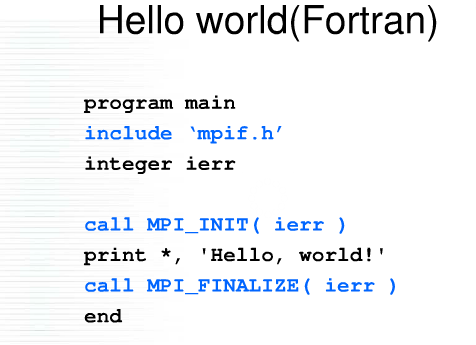 Hello world(Fortran)
program main
include ‘mpif.h’
integer ierr
call MPI_INIT( ierr )
print *, 'Hello, world!'
call MPI_FINALIZE( ierr )
end